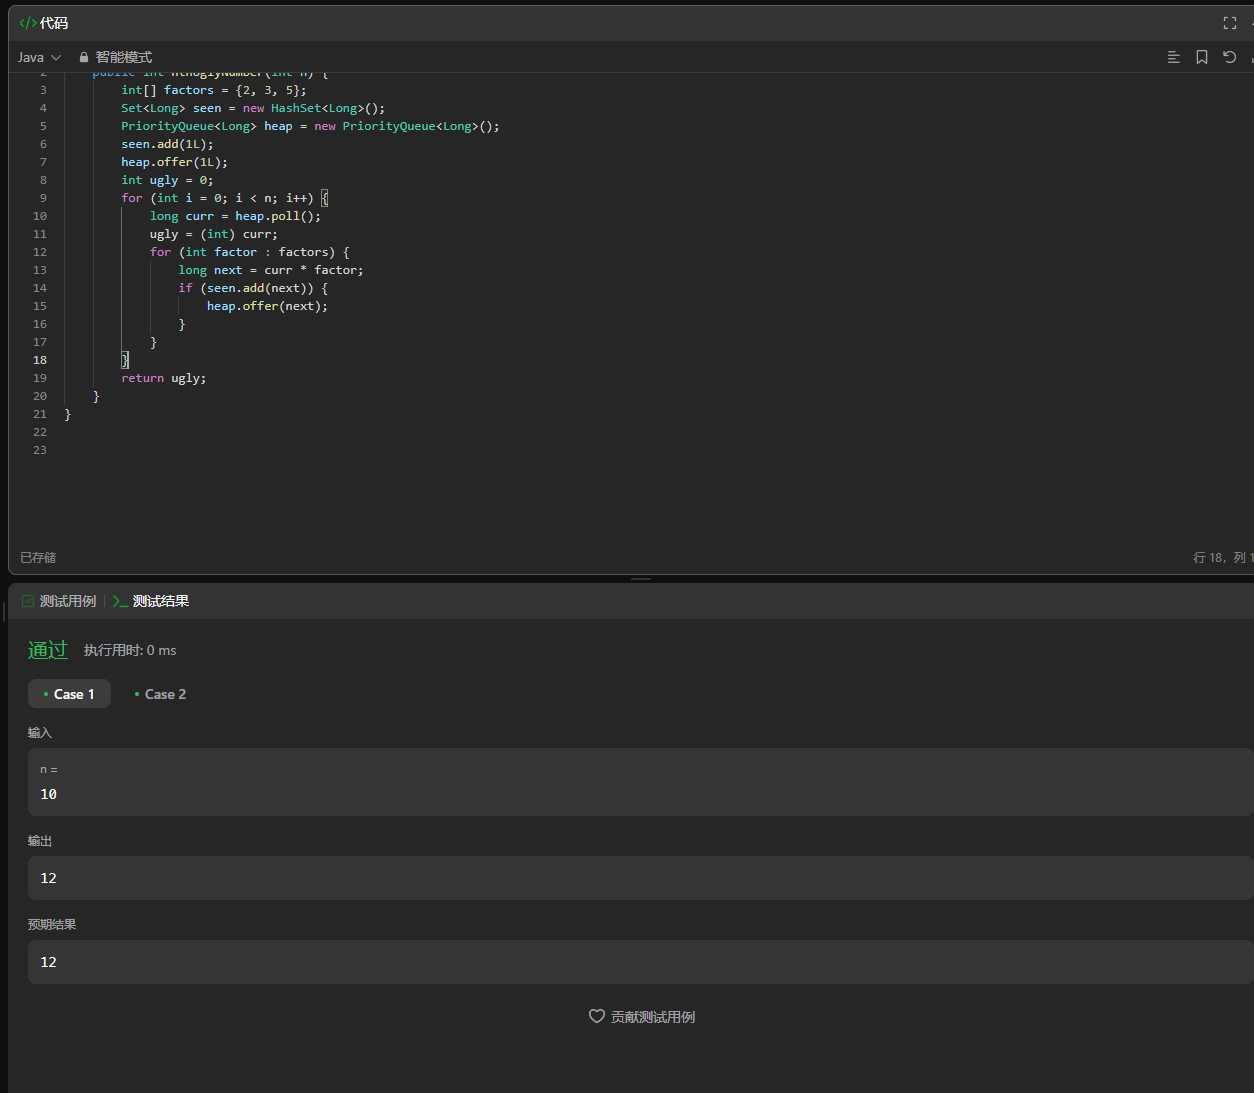 </> 代码
Java 智能模式
2 public int nthUglyNumber(int n) {
3 int[] factors = {2, 3, 5};
4 Set<Long> seen = new HashSet<Long>();
5 PriorityQueue<Long> heap = new PriorityQueue<Long>();
6 seen.add(1L);
7 heap.offer(1L);
8 int ugly = 0;
9 for (int i = 0; i < n; i++) {
10 long curr = heap.poll();
11 ugly = (int) curr;
12 for (int factor : factors) {
13 long next = curr * factor;
14 if (seen.add(next)) {
15 heap.offer(next);
16 }
17 }
18 }
19 return ugly;
20 }
21 }
22
23
已存储 行 18, 列 1
测试用例 | >_ 测试结果
通过 执行用时: 0 ms
• Case 1 • Case 2
输入
n =
10
输出
12
预期结果
12
贡献测试用例